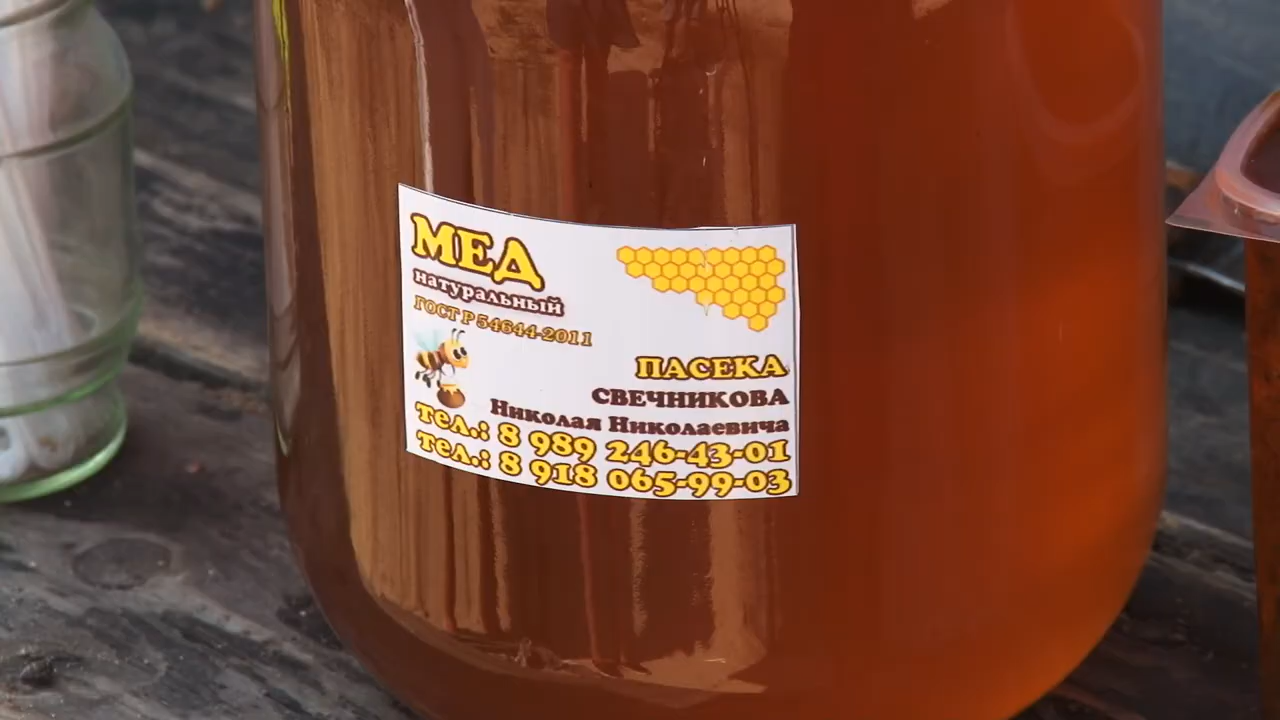 МЕД
натуральный
ГОСТ Р 54644-2011
ПАСЕКА
СВЕЧНИКОВА
Николая Николаевича
тел.: 8 989 246-43-01
тел.: 8 918 065-99-03